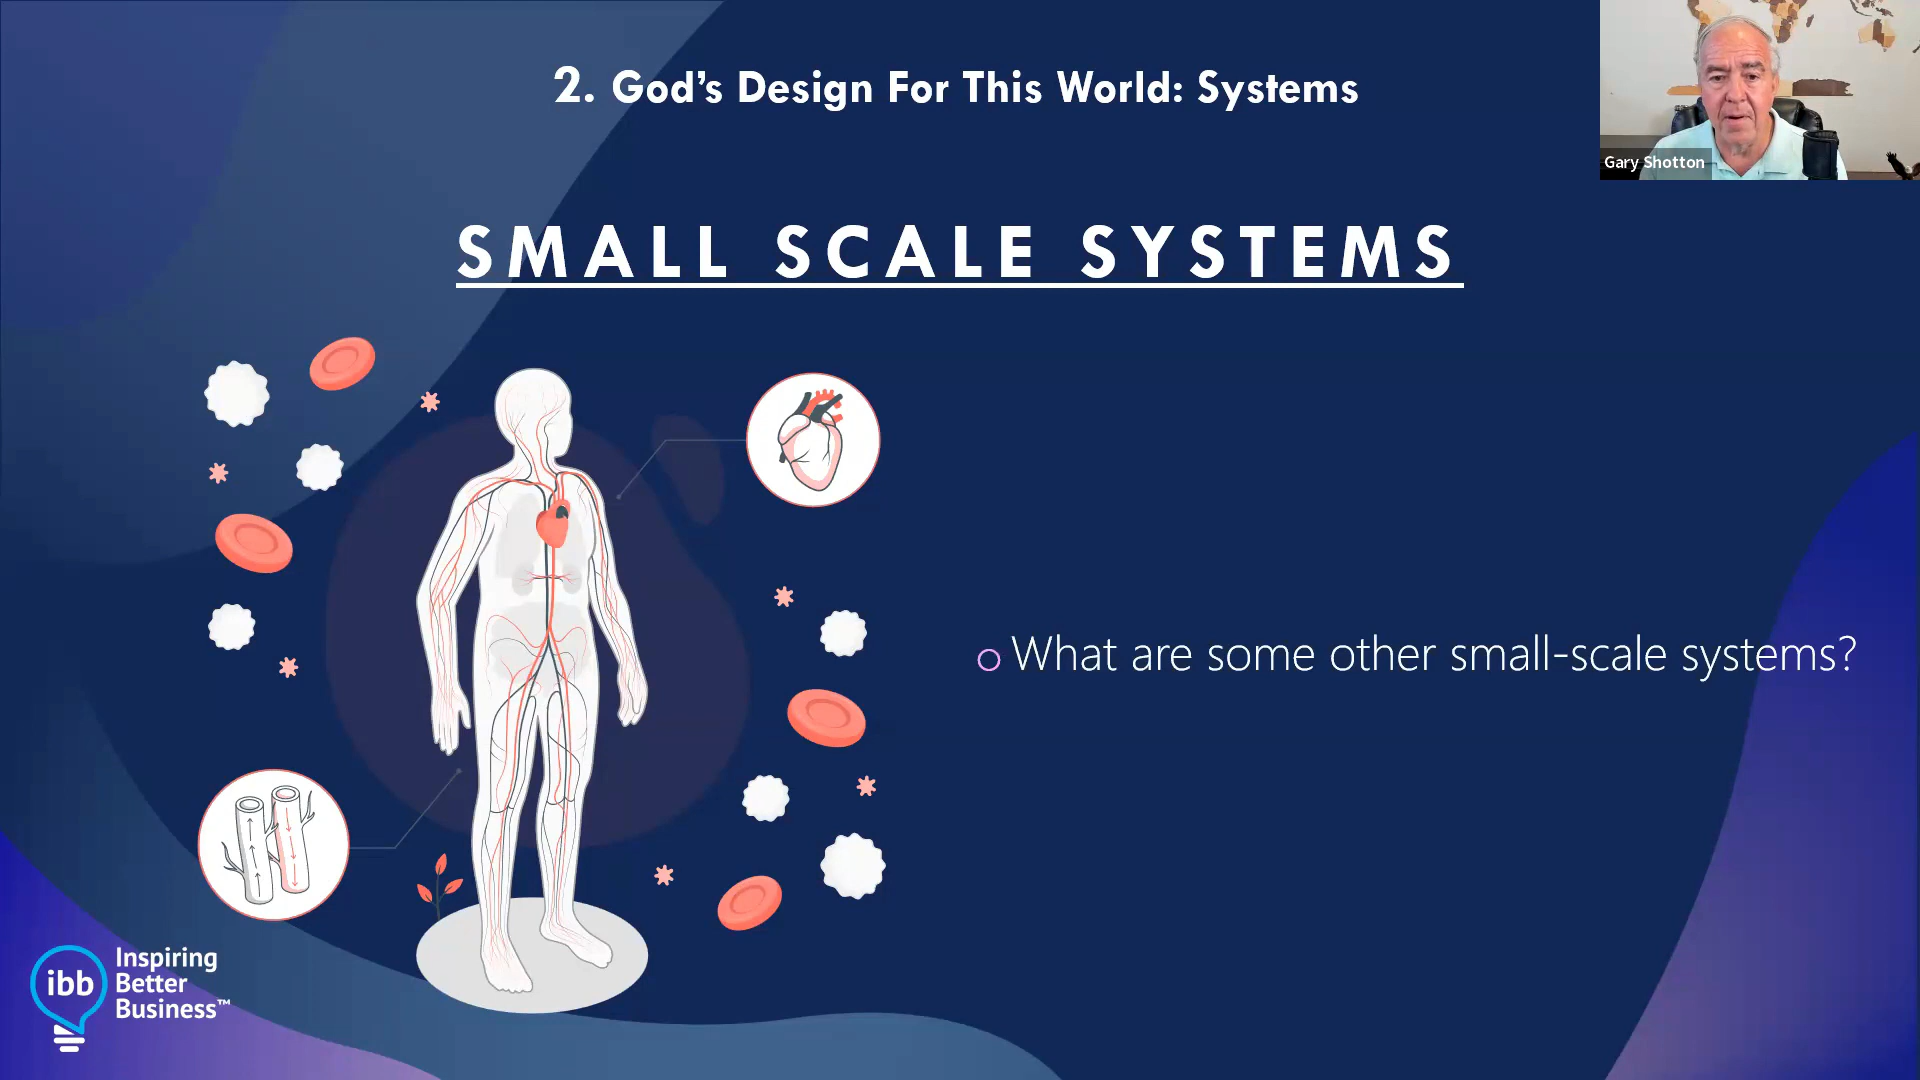 2. God's Design For This World: Systems
Gary Shotton
SMALL SCALE SYSTEMS
What are some other small-scale systems?
ibb
Inspiring
Better
Business™